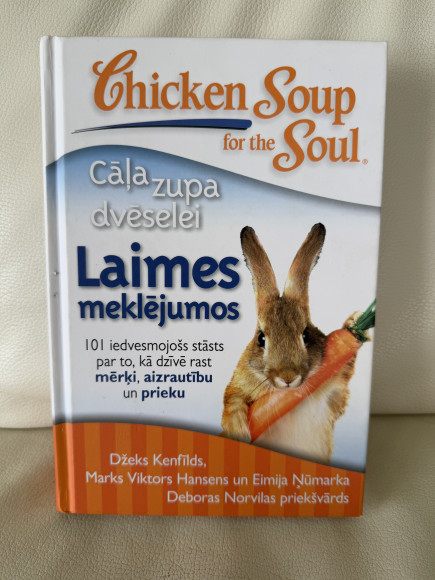 Chicken Soup
for the Soul®
Cāļa zupa
dvēselei
Laimes
meklējumos
101 iedvesmojošs stāsts
par to, kā dzīvē rast
mērķi, aizrautību
un prieku
Džeks Kenfīlds,
Marks Viktors Hansens un Eimija Ņūmarka
Deboras Norvilas priekšvārds